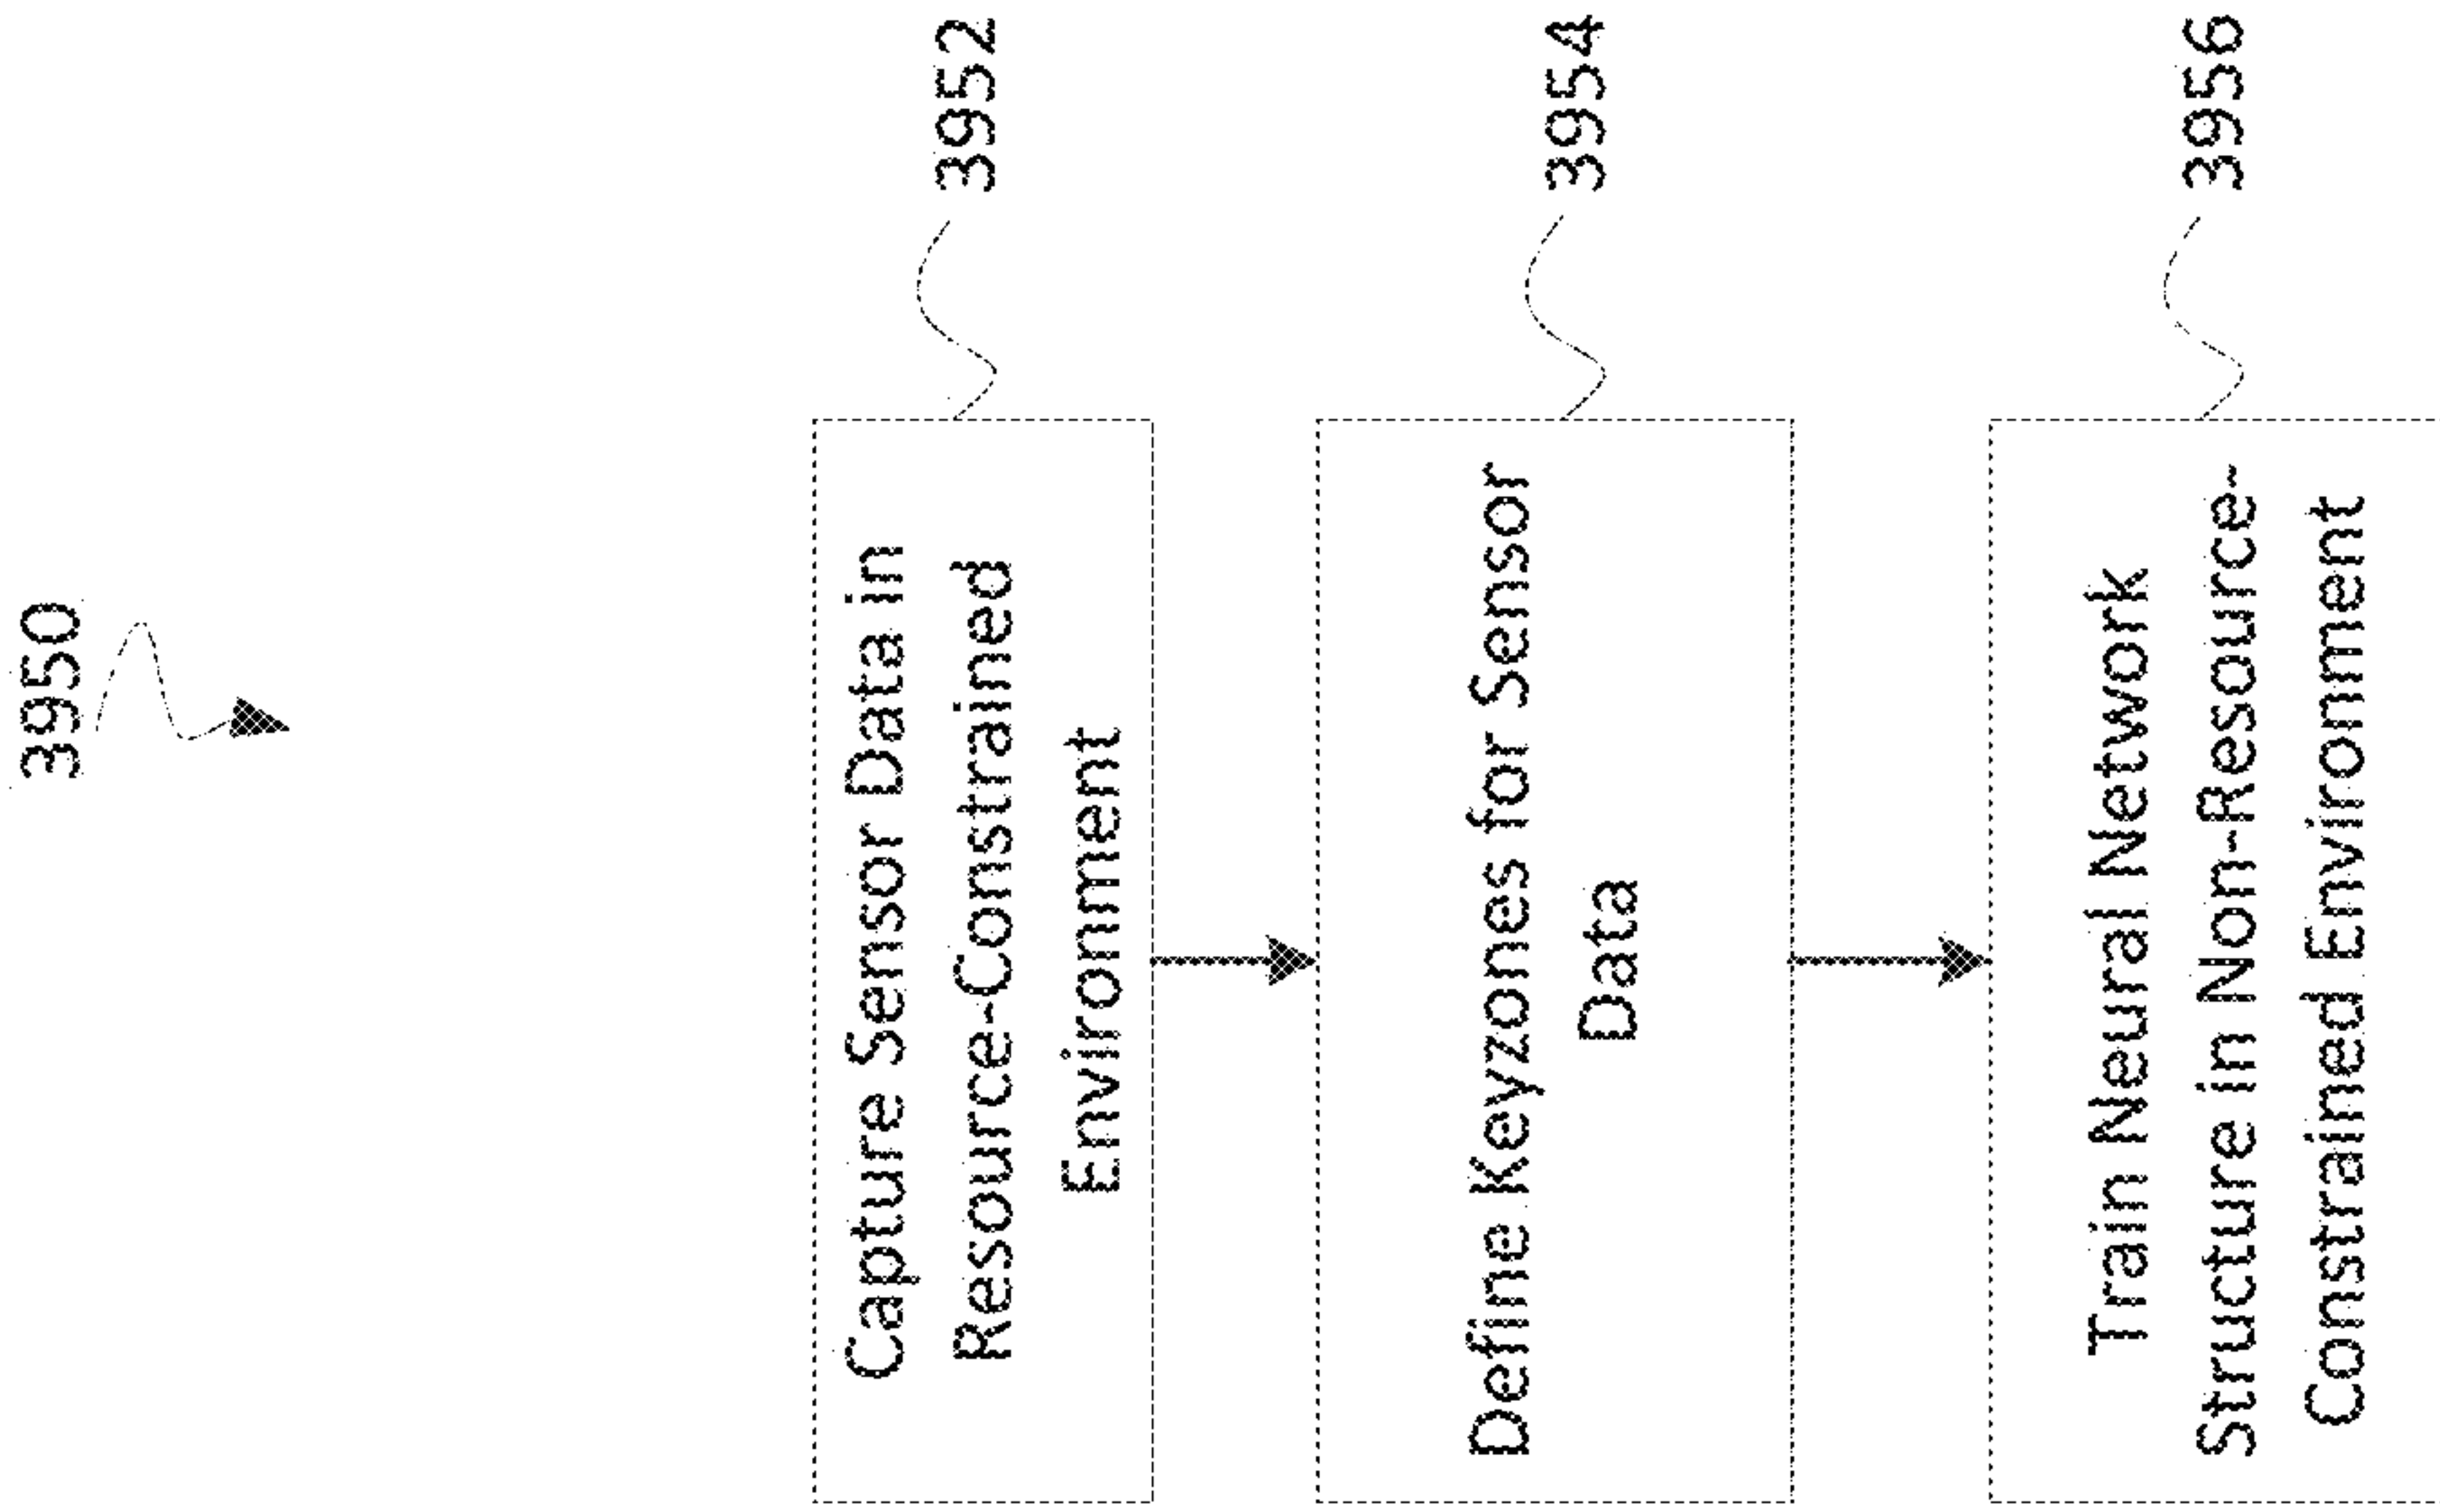 3950
Capture Sensor Data in
Resource-Constrained
Environment
3952
Define Keyzones for Sensor
Data
3954
Train Neural Network
Structure in Non-Resource-
Constrained Environment
3956